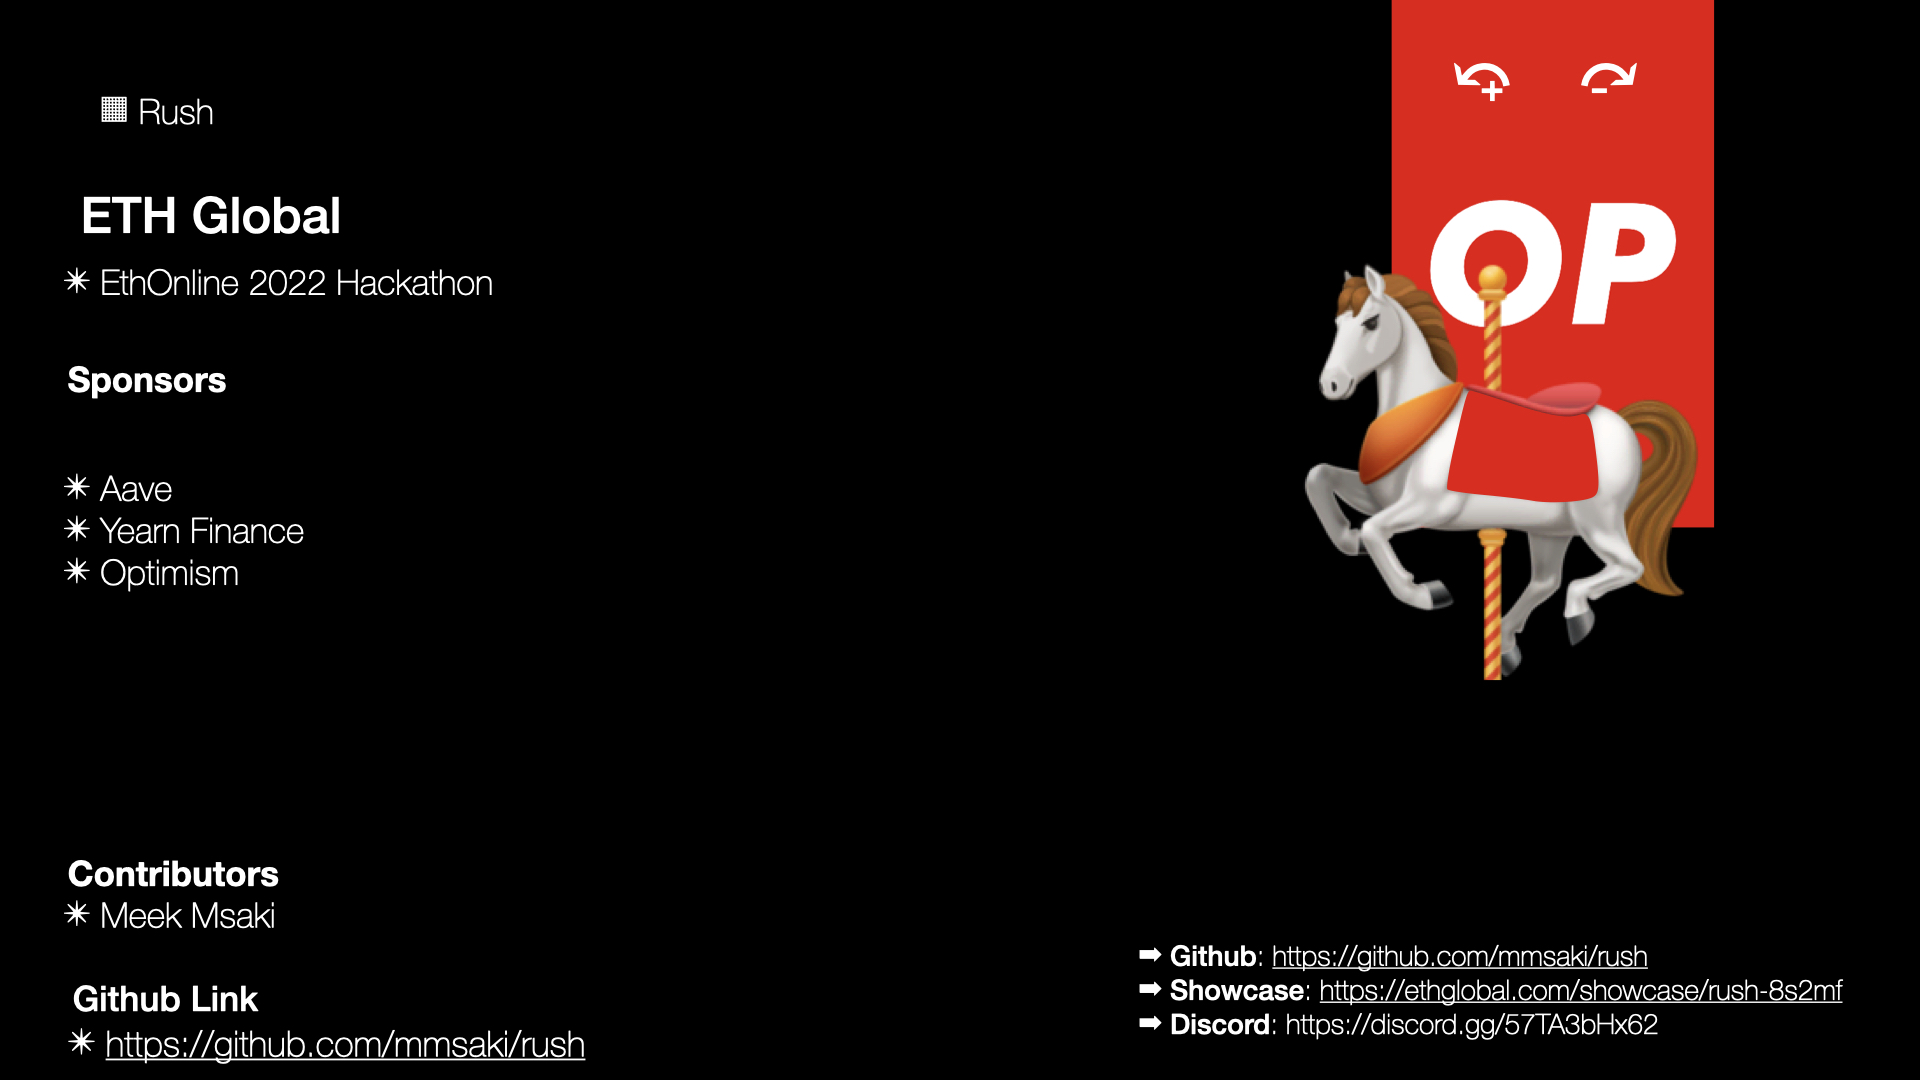 ▦ Rush
ETH Global
✴ EthOnline 2022 Hackathon
Sponsors
✴ Aave
✴ Yearn Finance
✴ Optimism
Contributors
✴ Meek Msaki
Github Link
✴ https://github.com/mmsaki/rush
+ -
OP
➡ Github: https://github.com/mmsaki/rush
➡ Showcase: https://ethglobal.com/showcase/rush-8s2mf
➡ Discord: https://discord.gg/57TA3bHx62